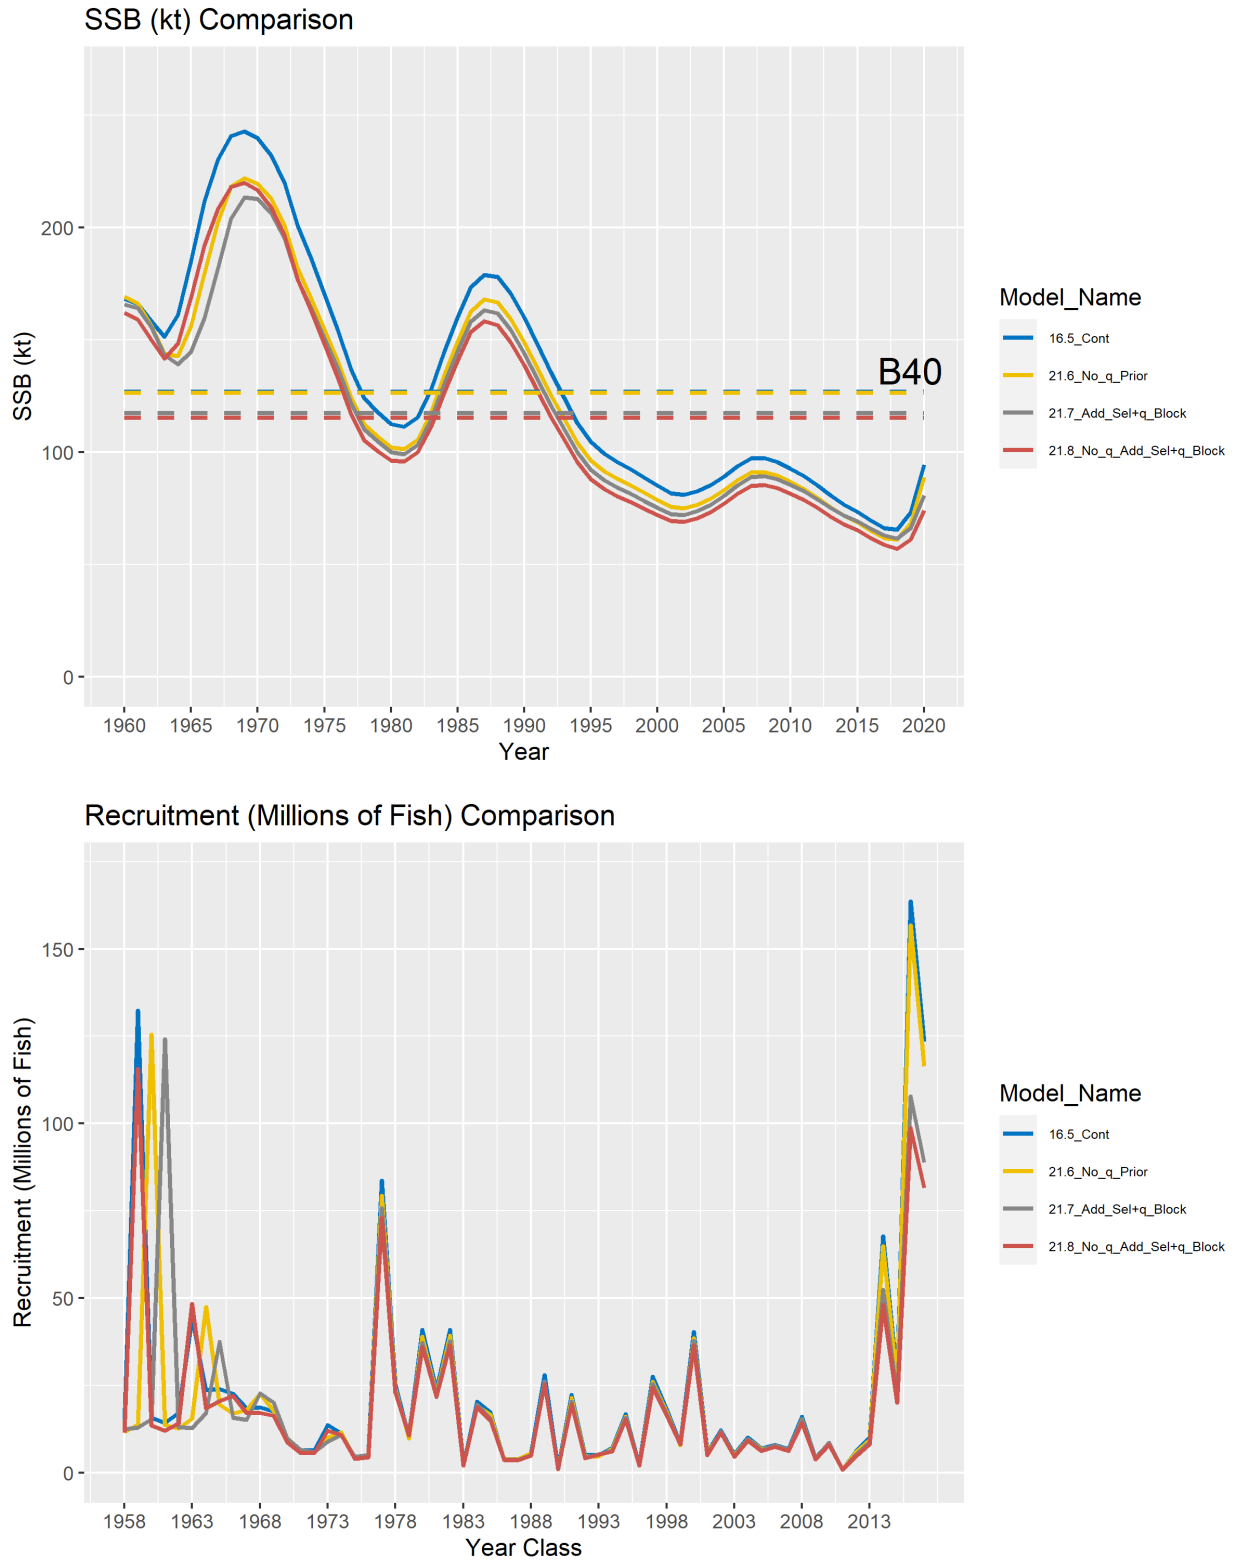 SSB (kt) Comparison
SSB (kt)
200
100
0
B40
1960 1965 1970 1975 1980 1985 1990 1995 2000 2005 2010 2015 2020
Year
Model_Name
16.5_Cont
21.6_No_q_Prior
21.7_Add_Sel+q_Block
21.8_No_q_Add_Sel+q_Block
Recruitment (Millions of Fish) Comparison
Recruitment (Millions of Fish)
150
100
50
0
1958 1963 1968 1973 1978 1983 1988 1993 1998 2003 2008 2013
Year Class
Model_Name
16.5_Cont
21.6_No_q_Prior
21.7_Add_Sel+q_Block
21.8_No_q_Add_Sel+q_Block